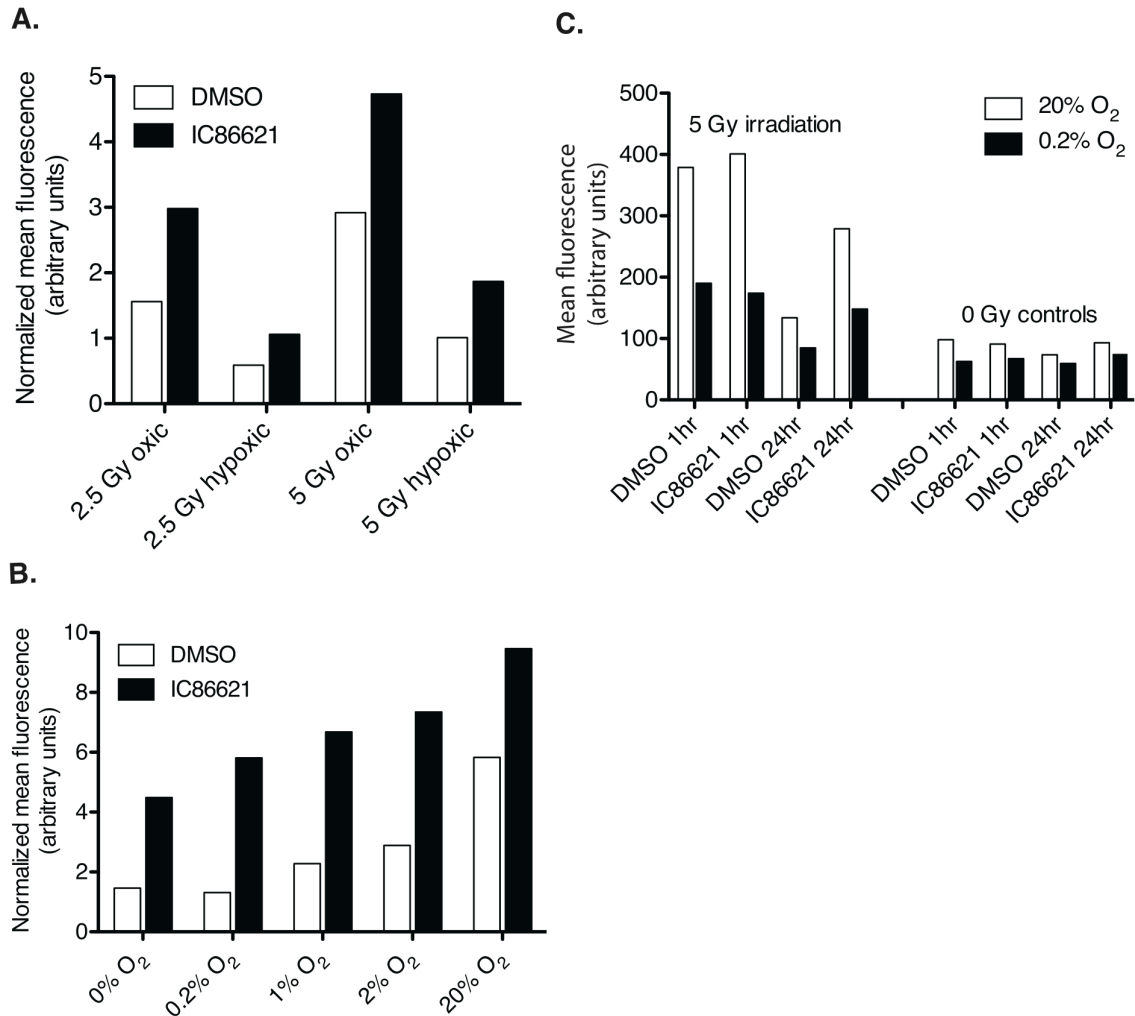 A.
Normalized mean fluorescence
(arbitrary units)
5
4
3
2
1
0
DMSO
IC86621
2.5 Gy oxic
2.5 Gy hypoxic
5 Gy oxic
5 Gy hypoxic
C.
Mean fluorescence
(arbitrary units)
500
400
300
200
100
0
5 Gy irradiation
20% O2
0.2% O2
0 Gy controls
DMSO 1hr
IC86621 1hr
DMSO 24hr
IC86621 24hr
DMSO 1hr
IC86621 1hr
DMSO 24hr
IC86621 24hr
B.
Normalized mean fluorescence
(arbitrary units)
10
8
6
4
2
0
DMSO
IC86621
0% O2
0.2% O2
1% O2
2% O2
20% O2